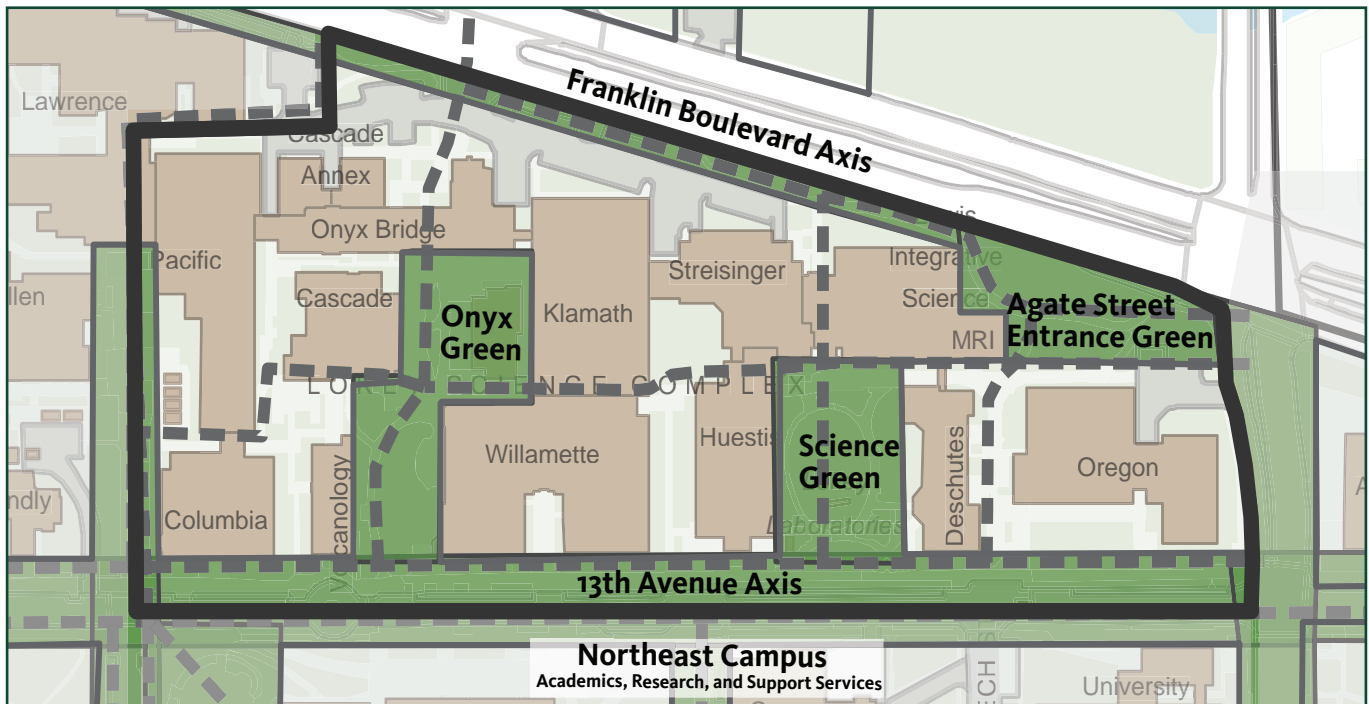 Franklin Boulevard Axis
Lawrence
Cascade
Annex
Onyx Bridge
Pacific
Cascade
Onyx
Green
Klamath
Streisinger
Integrative
Science
MRI
Agate Street
Entrance Green
Willamette
Huestis
Science
Green
Deschutes
Oregon
Columbia
Laboratories
13th Avenue Axis
Northeast Campus
Academics, Research, and Support Services
University